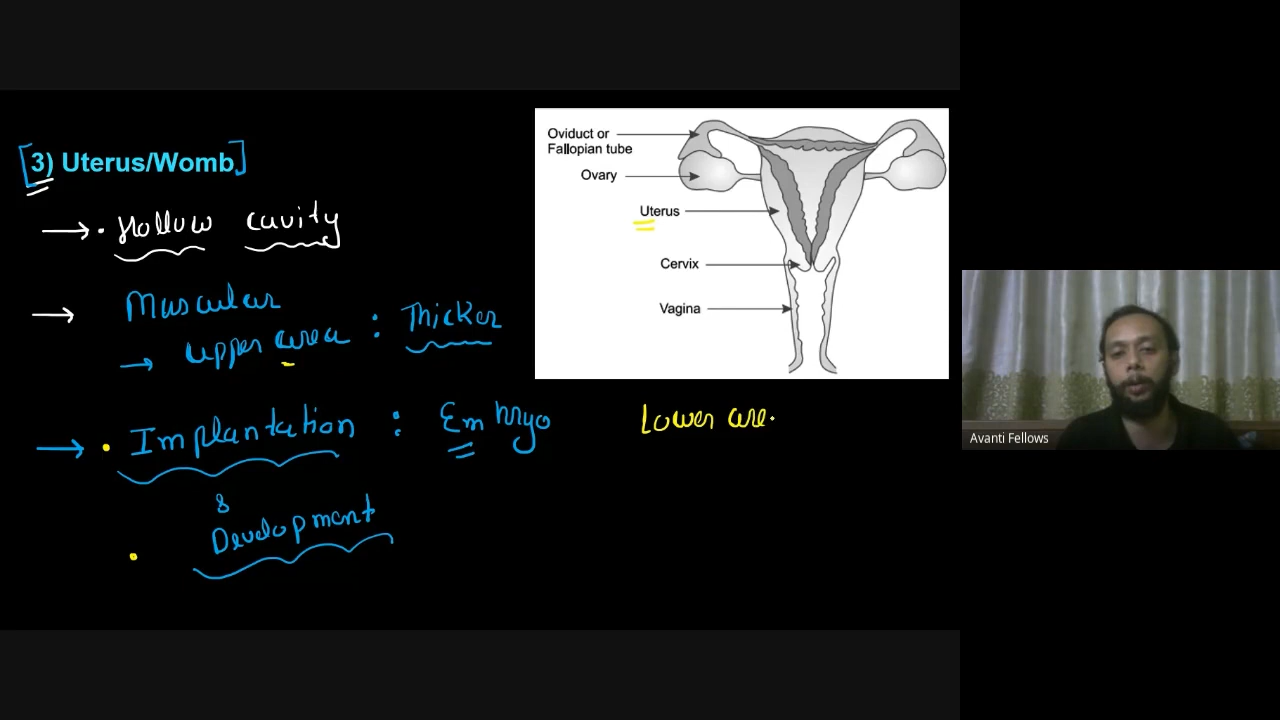 3) Uterus/Womb
Hollow cavity
Muscular
upper area : Thicker
Implantation : Embryo
&
Development
Oviduct or
Fallopian tube
Ovary
Uterus
Cervix
Vagina
Lower are
Avanti Fellows